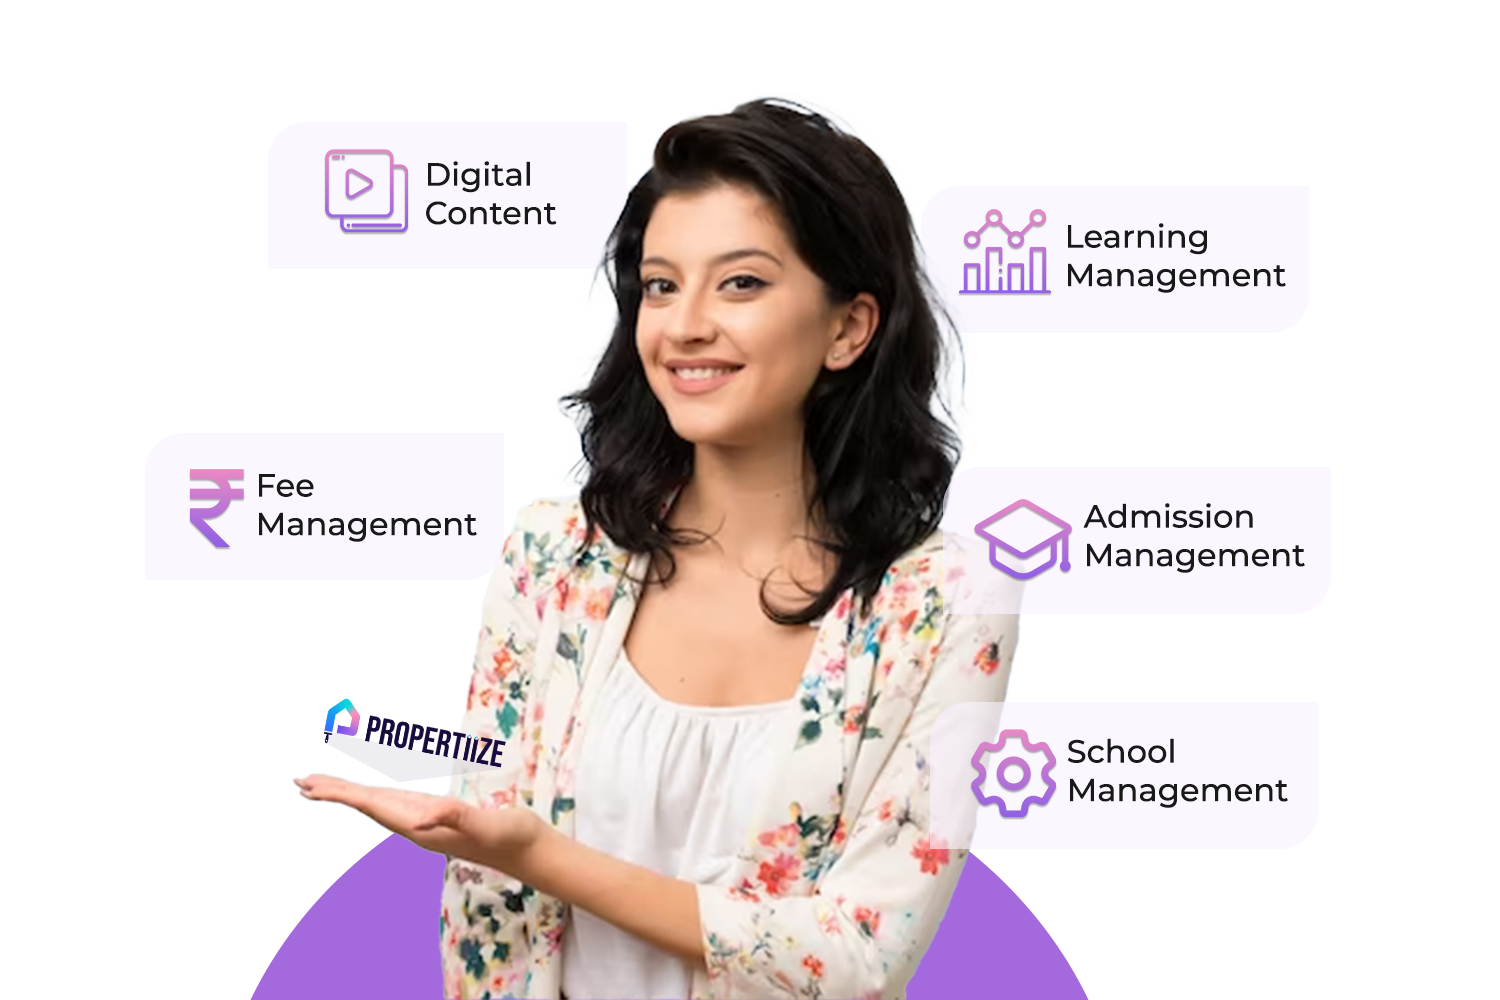 Digital
Content
Learning
Management
Fee
Management
Admission
Management
PROPERTIIZE
School
Management